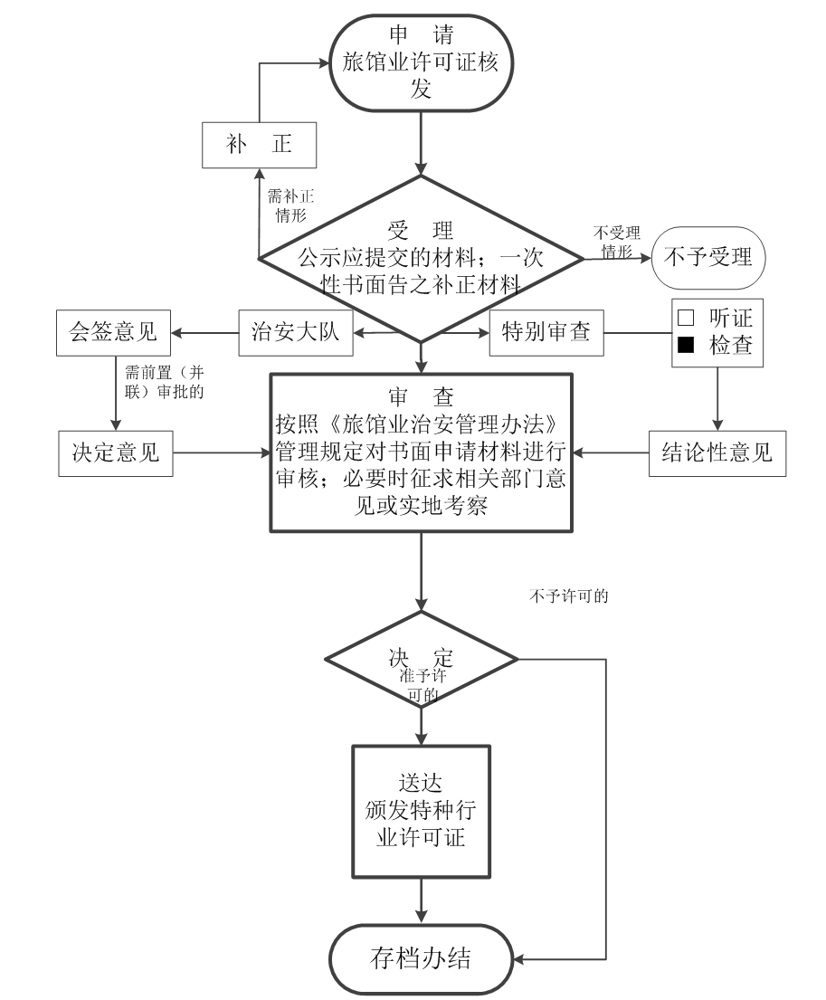 申 请
旅馆业许可证核
发
补 正
需补正
情形
受 理
公示应提交的材料；一次
性书面告之补正材料
不受理
情形
不予受理
会签意见
治安大队
特别审查
听证
检查
需前置（并
联）审批的
决定意见
审 查
按照《旅馆业治安管理办法》
管理规定对书面申请材料进行
审核；必要时征求相关部门意
见或实地考察
结论性意见
不予许可的
决 定
准予许
可的
送达
颁发特种行
业许可证
存档办结